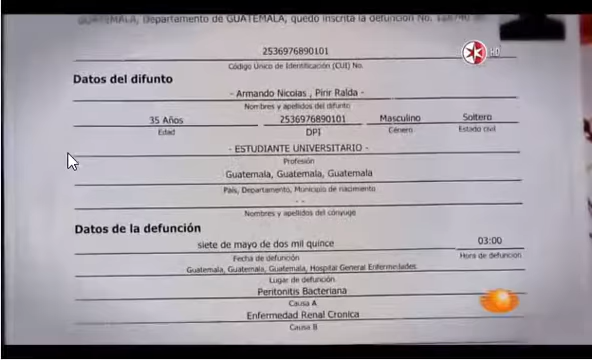 GUATEMALA, Departamento de GUATEMALA, quedo inscrita la defunción No.
2536976890101
Código Único de Identificación (CUI) No.
HD
Datos del difunto
- Armando Nicolas , Pirir Ralda -
Nombres y apellidos del difunto
35 Años 2536976890101 Masculino Soltero
Edad DPI Género Estado civil
- ESTUDIANTE UNIVERSITARIO -
Profesión
Guatemala, Guatemala, Guatemala
País, Departamento, Municipio de nacimiento
- -
Nombres y apellidos del cónyuge
Datos de la defunción
siete de mayo de dos mil quince 03:00
Fecha de defunción Hora de defunción
Guatemala, Guatemala, Guatemala, Hospital General Enfermedades
Lugar de defunción
Peritonitis Bacteriana
Causa A
Enfermedad Renal Cronica
Causa B